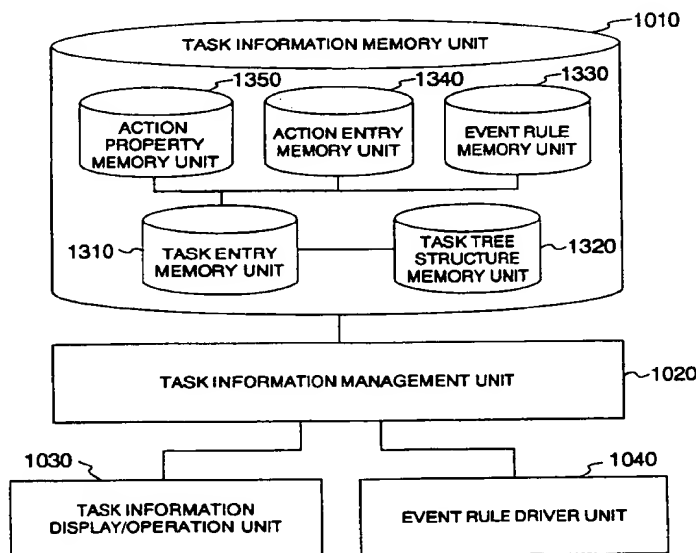 1010
TASK INFORMATION MEMORY UNIT
1350
1340
1330
ACTION
PROPERTY
MEMORY UNIT
ACTION ENTRY
MEMORY UNIT
EVENT RULE
MEMORY UNIT
1310
TASK ENTRY
MEMORY UNIT
TASK TREE
STRUCTURE
MEMORY UNIT
1320
TASK INFORMATION MANAGEMENT UNIT
1020
1030
1040
TASK INFORMATION
DISPLAY/OPERATION UNIT
EVENT RULE DRIVER UNIT